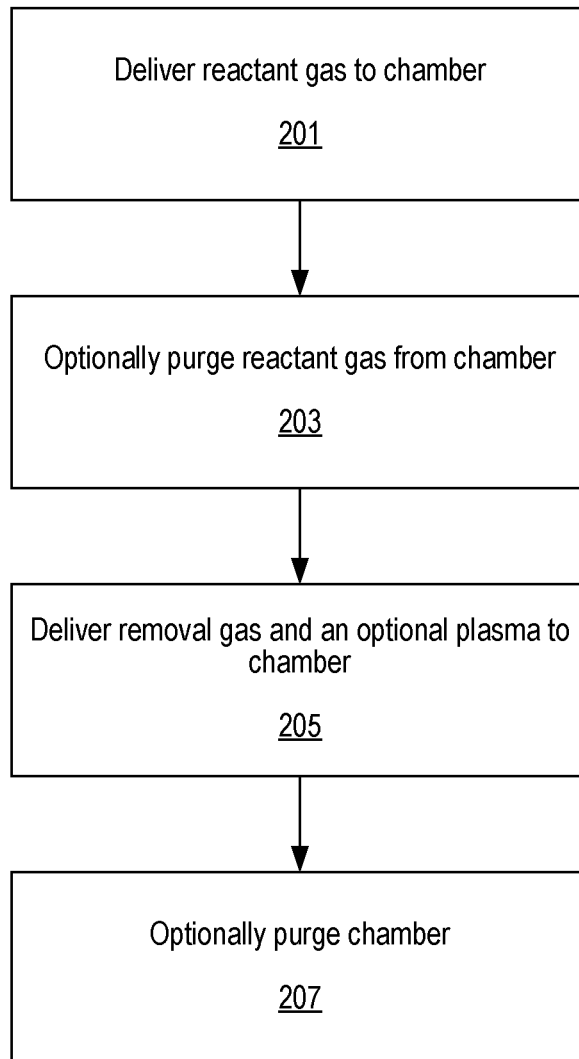 Deliver reactant gas to chamber
201
Optionally purge reactant gas from chamber
203
Deliver removal gas and an optional plasma to
chamber
205
Optionally purge chamber
207